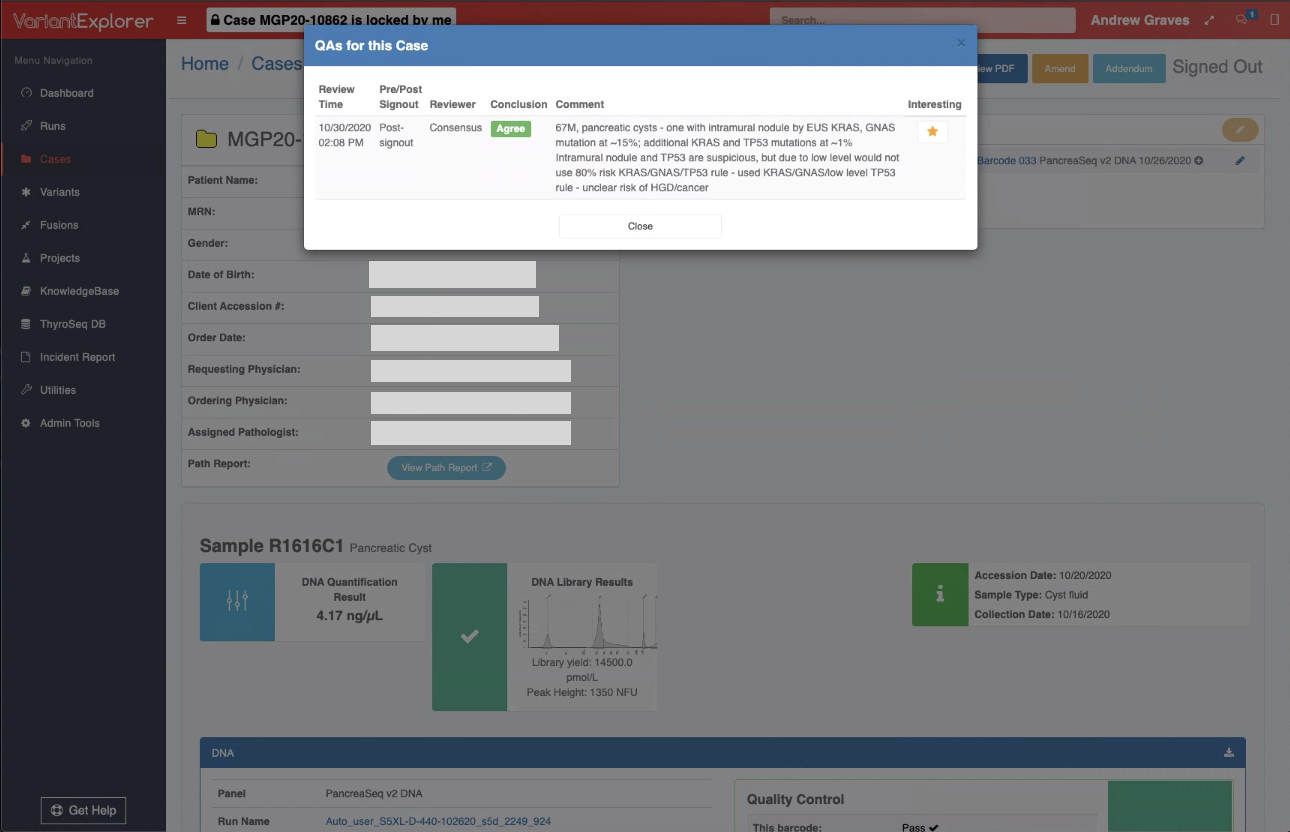 VariantExplorer
Case MGP20-10862 is locked by me
Search...
Andrew Graves
1
Menu Navigation
Dashboard
Runs
Cases
Variants
Fusions
Projects
KnowledgeBase
ThyroSeq DB
Incident Report
Utilities
Admin Tools
Get Help
Home / Cases
PDF
Amend
Addendum
Signed Out
QAs for this Case
×
Review Time
Pre/Post Signout
Reviewer
Conclusion
Comment
Interesting
10/30/2020 02:08 PM
Post-signout
Consensus
Agree
67M, pancreatic cysts - one with intramural nodule by EUS KRAS, GNAS
mutation at ~15%; additional KRAS and TP53 mutations at ~1%
Intramural nodule and TP53 are suspicious, but due to low level would not
use 80% risk KRAS/GNAS/TP53 rule - used KRAS/GNAS/low level TP53
rule - unclear risk of HGD/cancer
Close
MGP20-
Barcode 033 PancreaSeq v2 DNA 10/26/2020
Patient Name:
MRN:
Gender:
Date of Birth:
Client Accession #:
Order Date:
Requesting Physician:
Ordering Physician:
Assigned Pathologist:
Path Report:
View Path Report
Sample R1616C1 Pancreatic Cyst
DNA Quantification
Result
4.17 ng/µL
DNA Library Results
Library yield: 14500.0
pmol/L
Peak Height: 1350 NFU
Accession Date: 10/20/2020
Sample Type: Cyst fluid
Collection Date: 10/16/2020
DNA
Panel
PancreaSeq v2 DNA
Run Name
Auto_user_S5XL-D-440-102620_s5d_2249_924
Quality Control
This barcode:
Pass